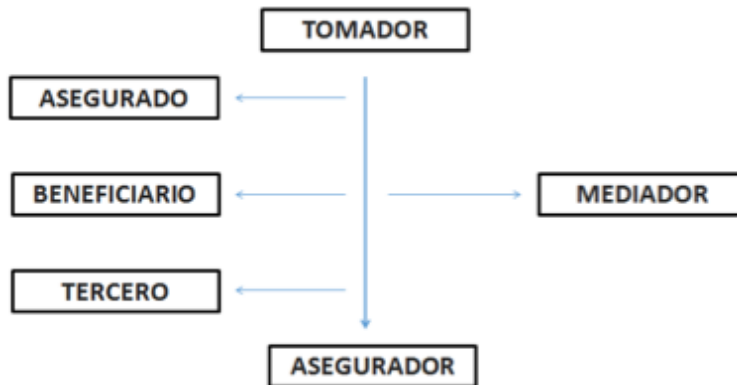 TOMADOR
ASEGURADO
BENEFICIARIO
MEDIADOR
TERCERO
ASEGURADOR